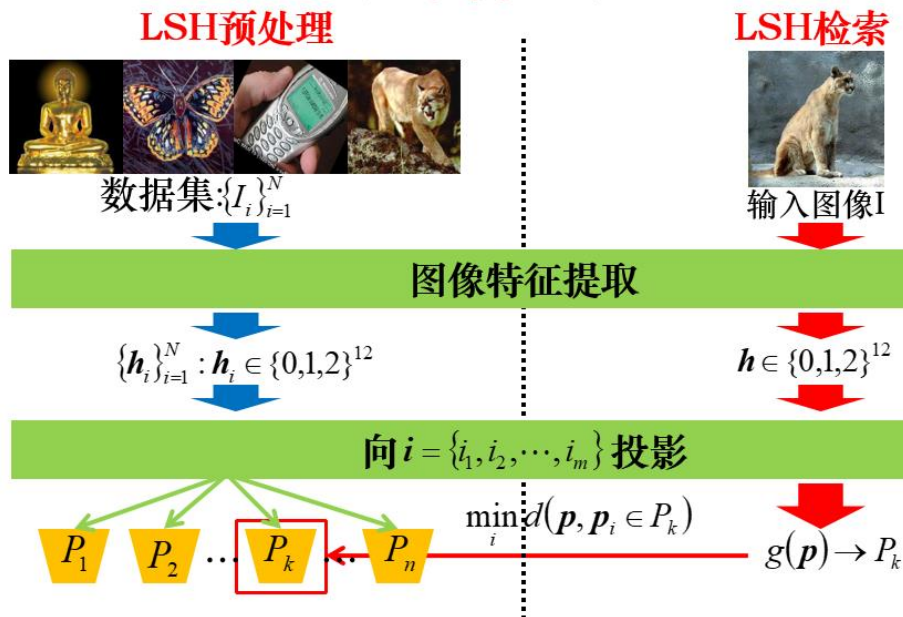 LSH预处理 LSH检索
数据集:{I_i}_{i=1}^N
输入图像I
图像特征提取
{h_i}_{i=1}^N : h_i ∈ {0,1,2}^{12}
h ∈ {0,1,2}^{12}
向 i = {i_1, i_2, ⋯, i_m} 投影
min_i d(p, p_i ∈ P_k)
P_1 P_2 … P_k … P_n
g(p) → P_k